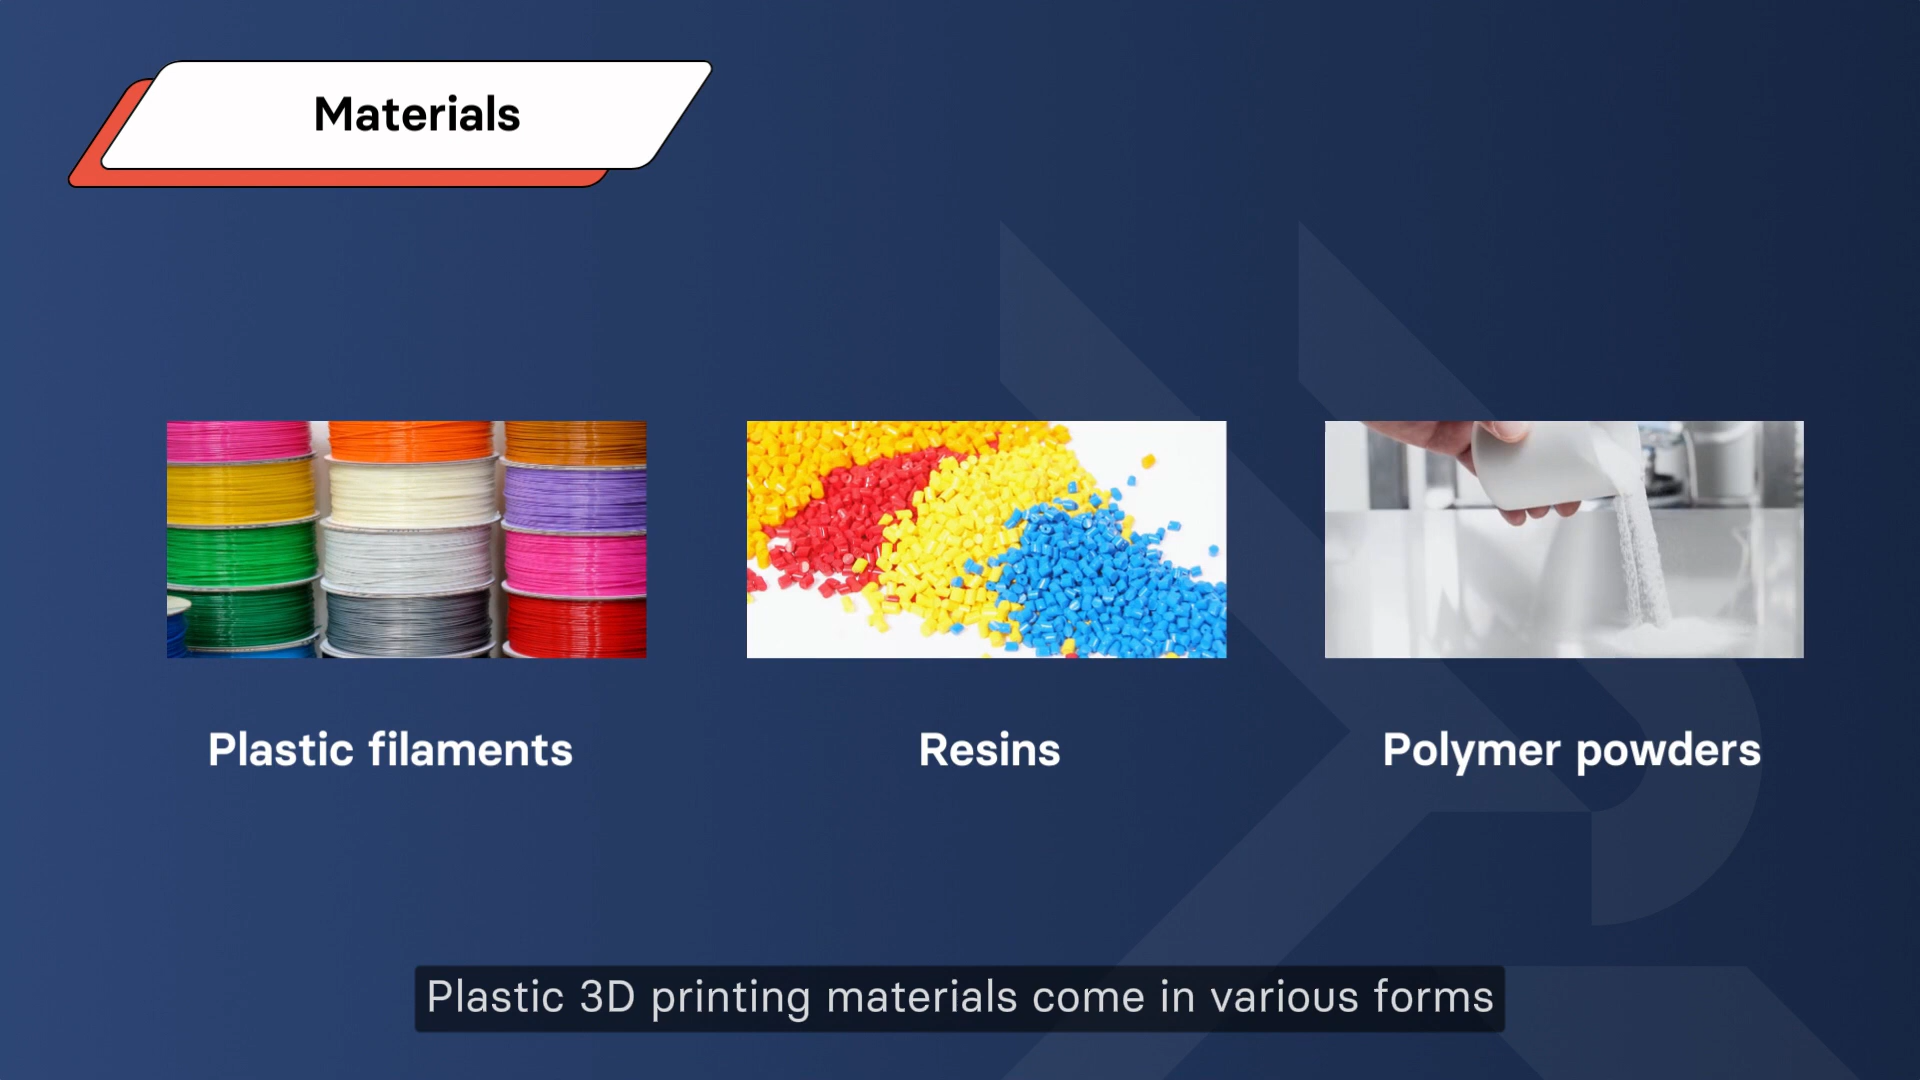 Materials
Plastic filaments
Resins
Polymer powders
Plastic 3D printing materials come in various forms